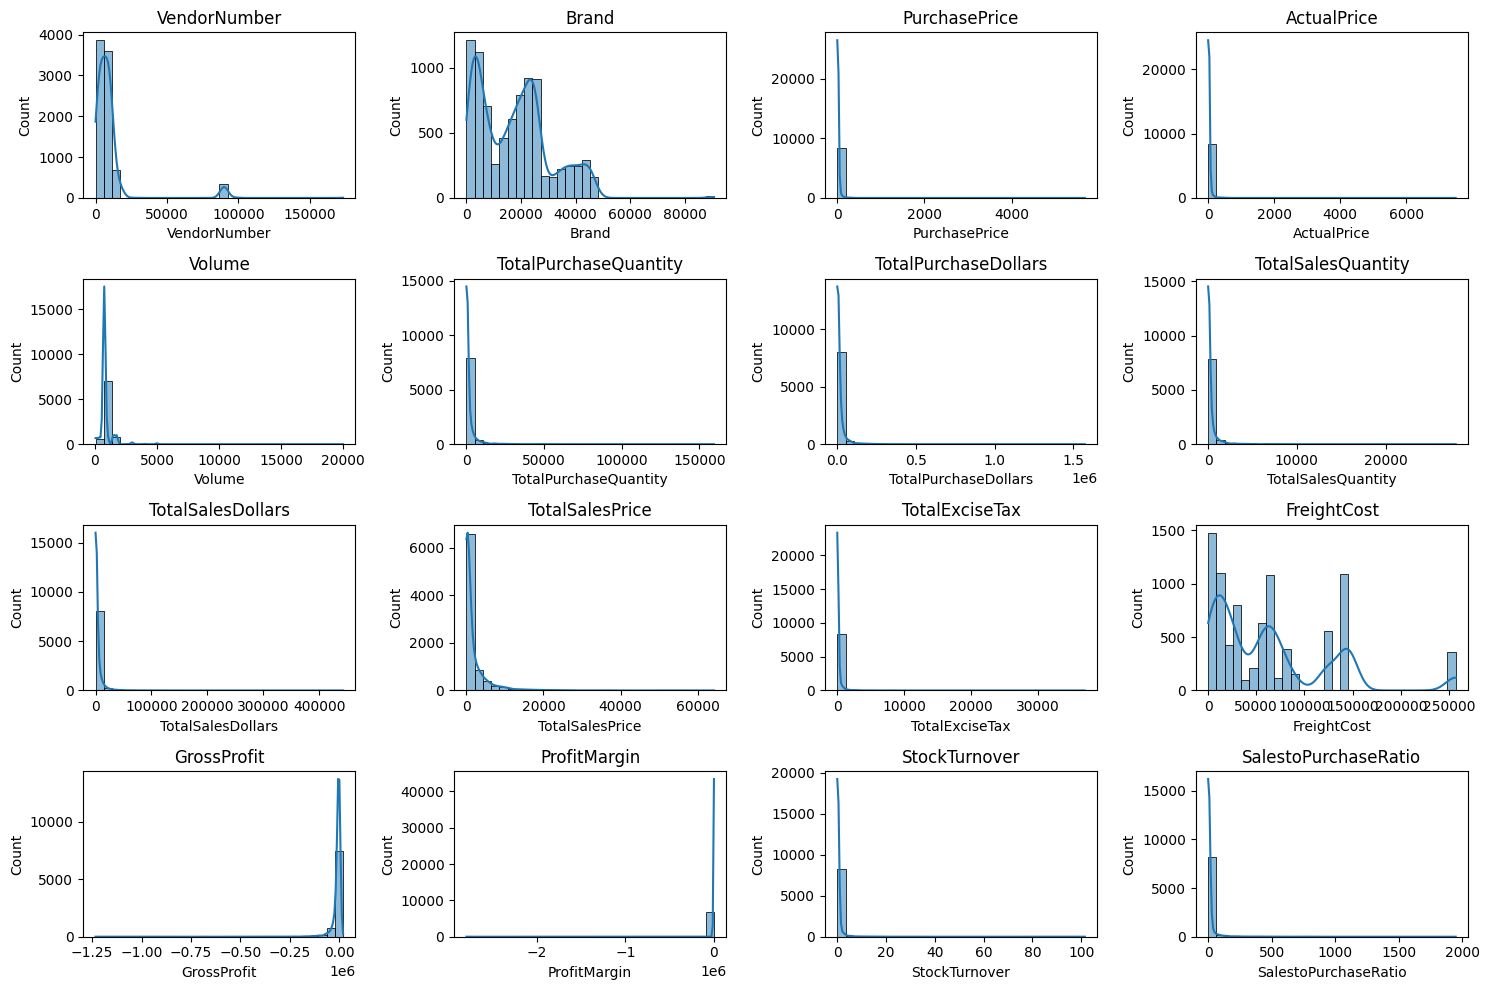 VendorNumber
Brand
PurchasePrice
ActualPrice
Count
4000
3000
2000
1000
0
0 50000 100000 150000
VendorNumber
Count
1000
500
0
0 20000 40000 60000 80000
Brand
Count
20000
10000
0
0 2000 4000
PurchasePrice
Count
20000
10000
0
0 2000 4000 6000
ActualPrice
Volume
TotalPurchaseQuantity
TotalPurchaseDollars
TotalSalesQuantity
Count
15000
10000
5000
0
0 5000 10000 15000 20000
Volume
Count
15000
10000
5000
0
0 50000 100000 150000
TotalPurchaseQuantity
Count
10000
5000
0
0.0 0.5 1.0 1.5
1e6
TotalPurchaseDollars
Count
15000
10000
5000
0
0 10000 20000
TotalSalesQuantity
TotalSalesDollars
TotalSalesPrice
TotalExciseTax
FreightCost
Count
15000
10000
5000
0
0 100000 200000 300000 400000
TotalSalesDollars
Count
6000
4000
2000
0
0 20000 40000 60000
TotalSalesPrice
Count
20000
15000
10000
5000
0
0 10000 20000 30000
TotalExciseTax
Count
1500
1000
500
0
0 50000 100000 150000 200000 250000
FreightCost
GrossProfit
ProfitMargin
StockTurnover
SalestoPurchaseRatio
Count
10000
5000
0
−1.25 −1.00 −0.75 −0.50 −0.25 0.00
1e6
GrossProfit
Count
40000
30000
20000
10000
0
−2 −1 0
1e6
ProfitMargin
Count
20000
15000
10000
5000
0
0 20 40 60 80 100
StockTurnover
Count
15000
10000
5000
0
0 500 1000 1500 2000
SalestoPurchaseRatio